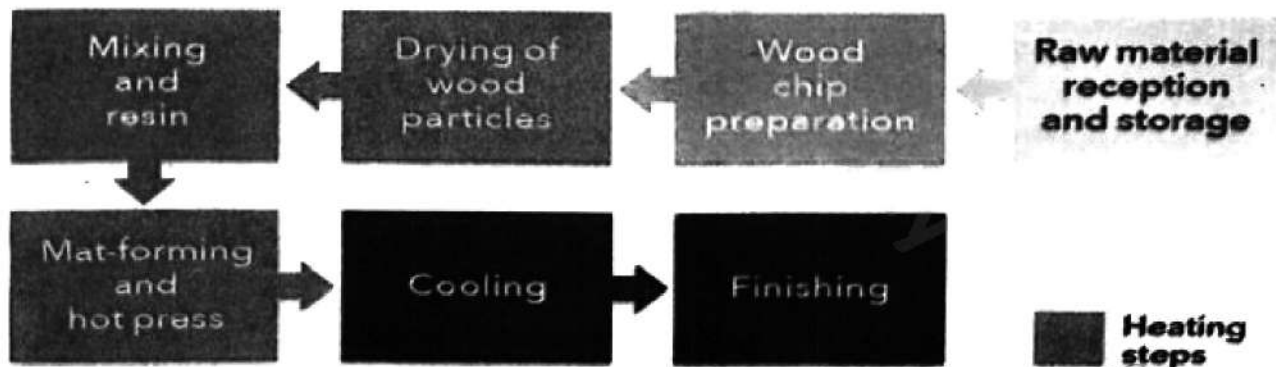 Mixing
and
resin
Drying of
wood
particles
Wood
chip
preparation
Raw material
reception
and storage
Mat-forming
and
hot press
Cooling
Finishing
Heating
steps